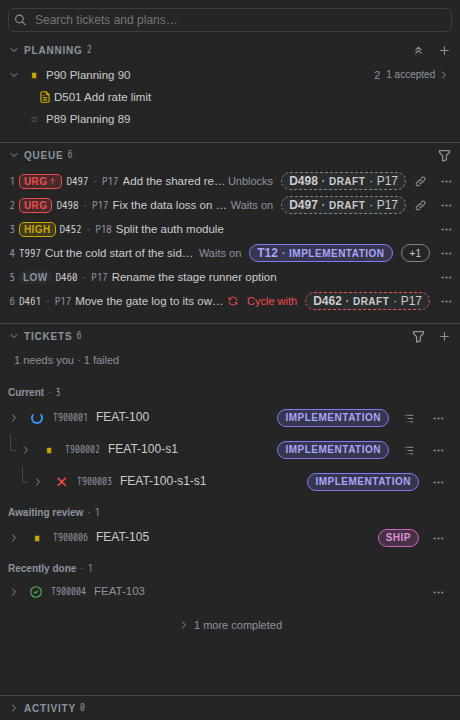 Search tickets and plans…
PLANNING 2
P90 Planning 90 2 1 accepted
D501 Add rate limit
P89 Planning 89
QUEUE 6
1 URG↑ D497 · P17 Add the shared re… Unblocks D498 · DRAFT · P17
2 URG D498 · P17 Fix the data loss on … Waits on D497 · DRAFT · P17
3 HIGH D452 · P18 Split the auth module
4 T997 Cut the cold start of the sid… Waits on T12 · IMPLEMENTATION +1
5 LOW D460 · P17 Rename the stage runner option
6 D461 · P17 Move the gate log to its ow… Cycle with D462 · DRAFT · P17
TICKETS 6
1 needs you · 1 failed
Current · 3
T900001 FEAT-100 IMPLEMENTATION
T900002 FEAT-100-s1 IMPLEMENTATION
T900003 FEAT-100-s1-s1 IMPLEMENTATION
Awaiting review · 1
T900006 FEAT-105 SHIP
Recently done · 1
T900004 FEAT-103
1 more completed
ACTIVITY 0